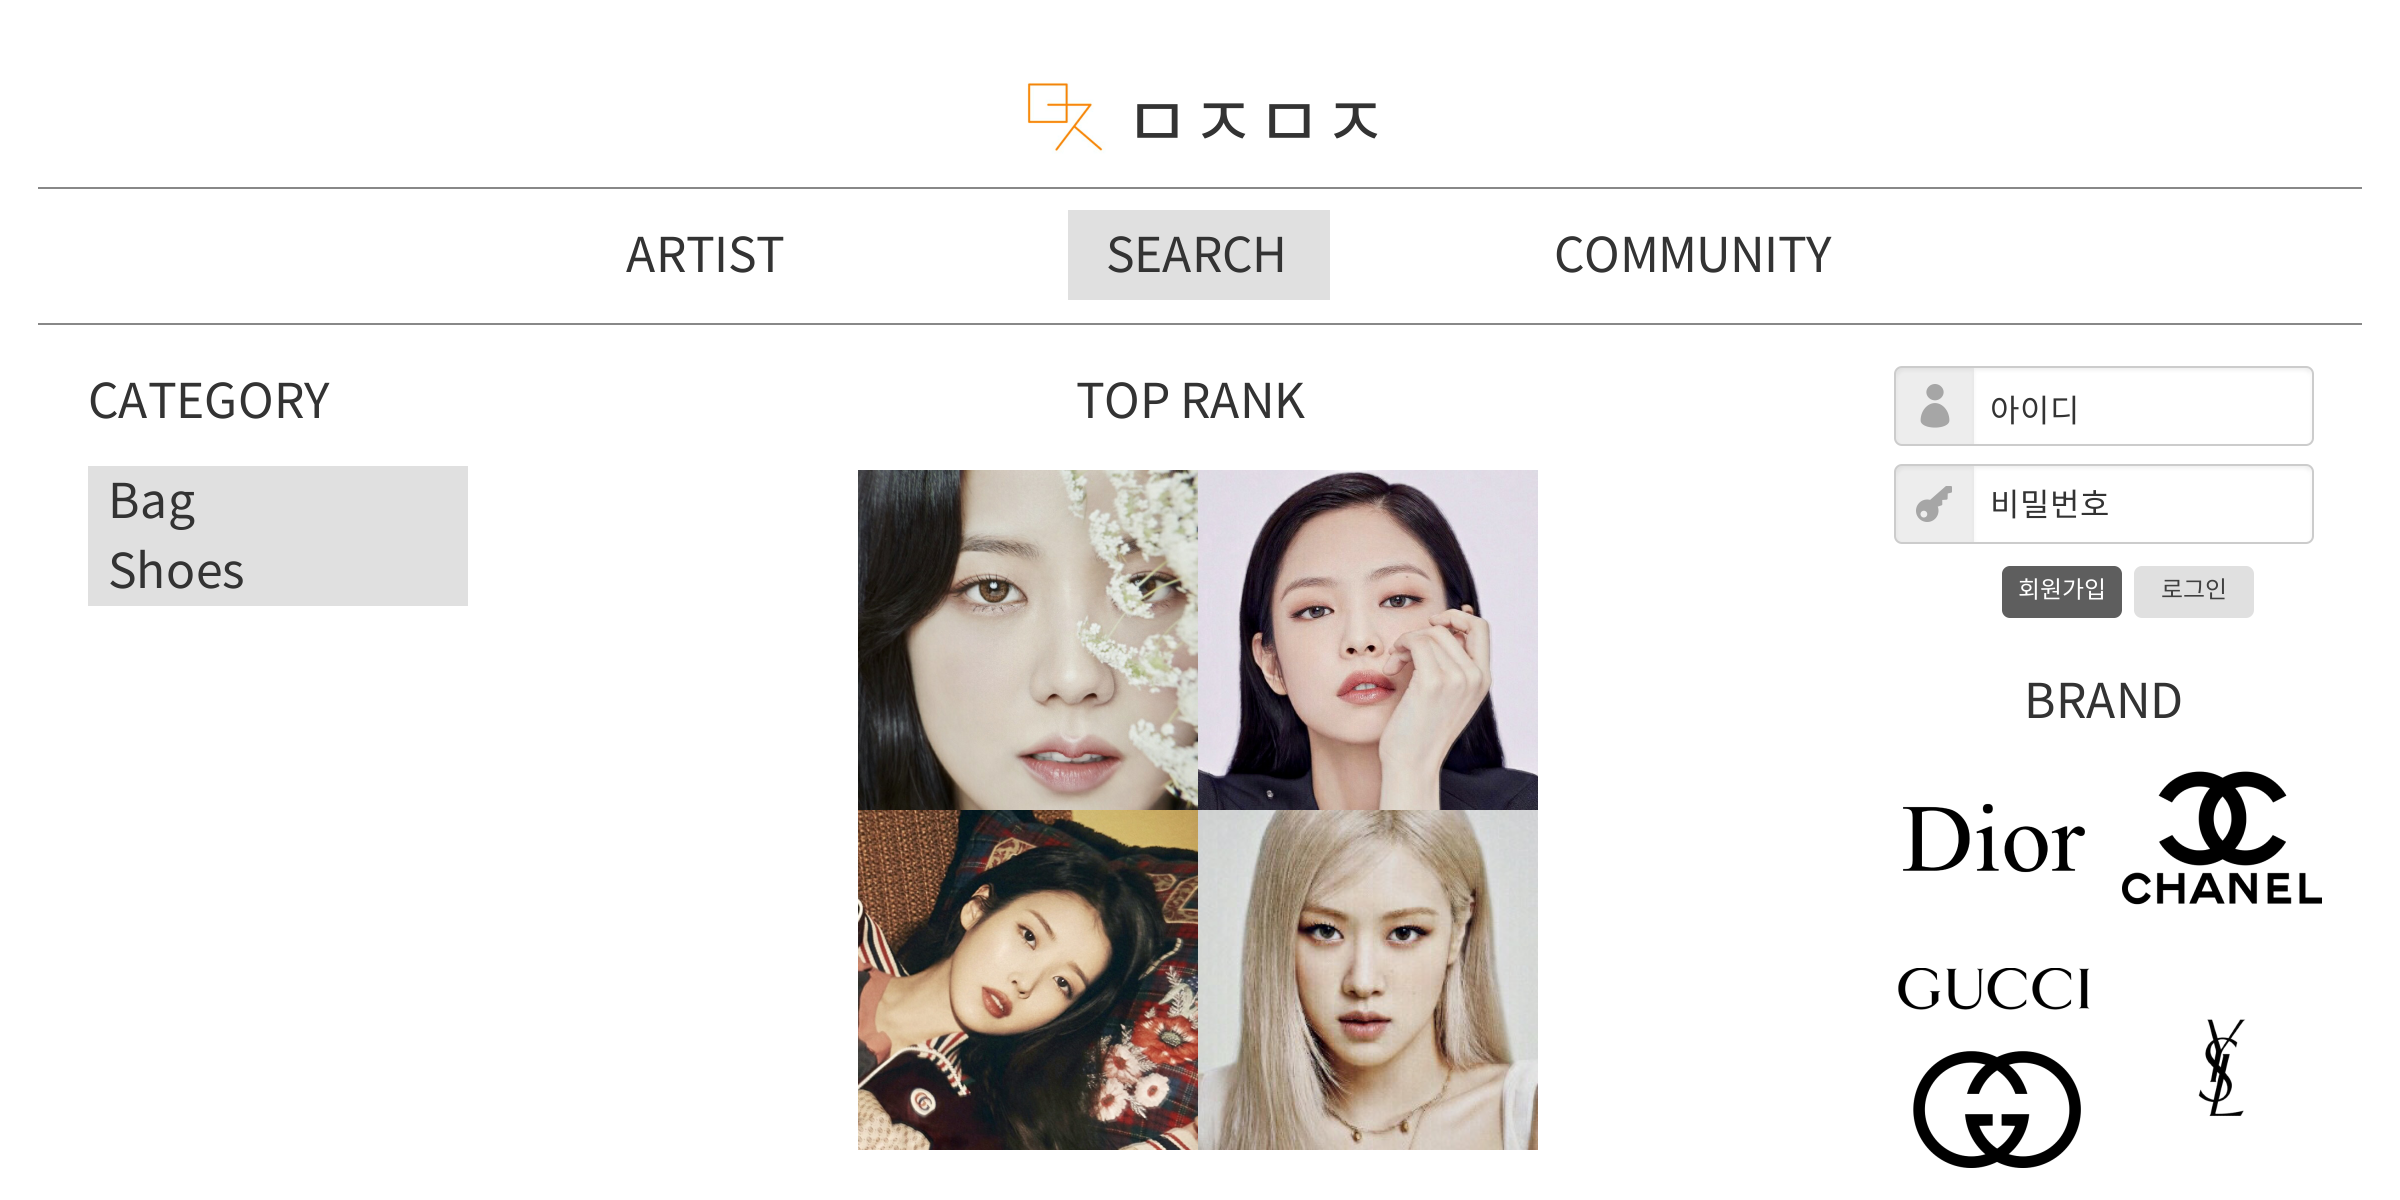 ㅁㅈㅁㅈ
ARTIST
SEARCH
COMMUNITY
CATEGORY
Bag
Shoes
TOP RANK
아이디
비밀번호
회원가입
로그인
BRAND
Dior
CHANEL
GUCCI
YSL